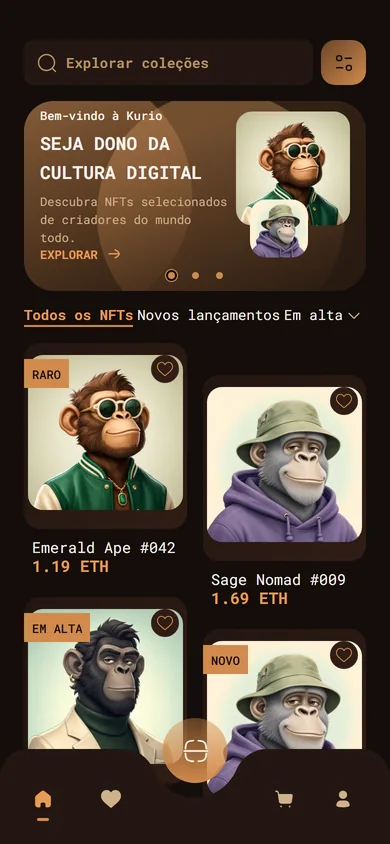 Explorar coleções
Bem-vindo à Kurio
SEJA DONO DA
CULTURA DIGITAL
Descubra NFTs selecionados
de criadores do mundo
todo.
EXPLORAR
Todos os NFTs Novos lançamentos Em alta
RARO
Emerald Ape #042
1.19 ETH
Sage Nomad #009
1.69 ETH
EM ALTA
NOVO